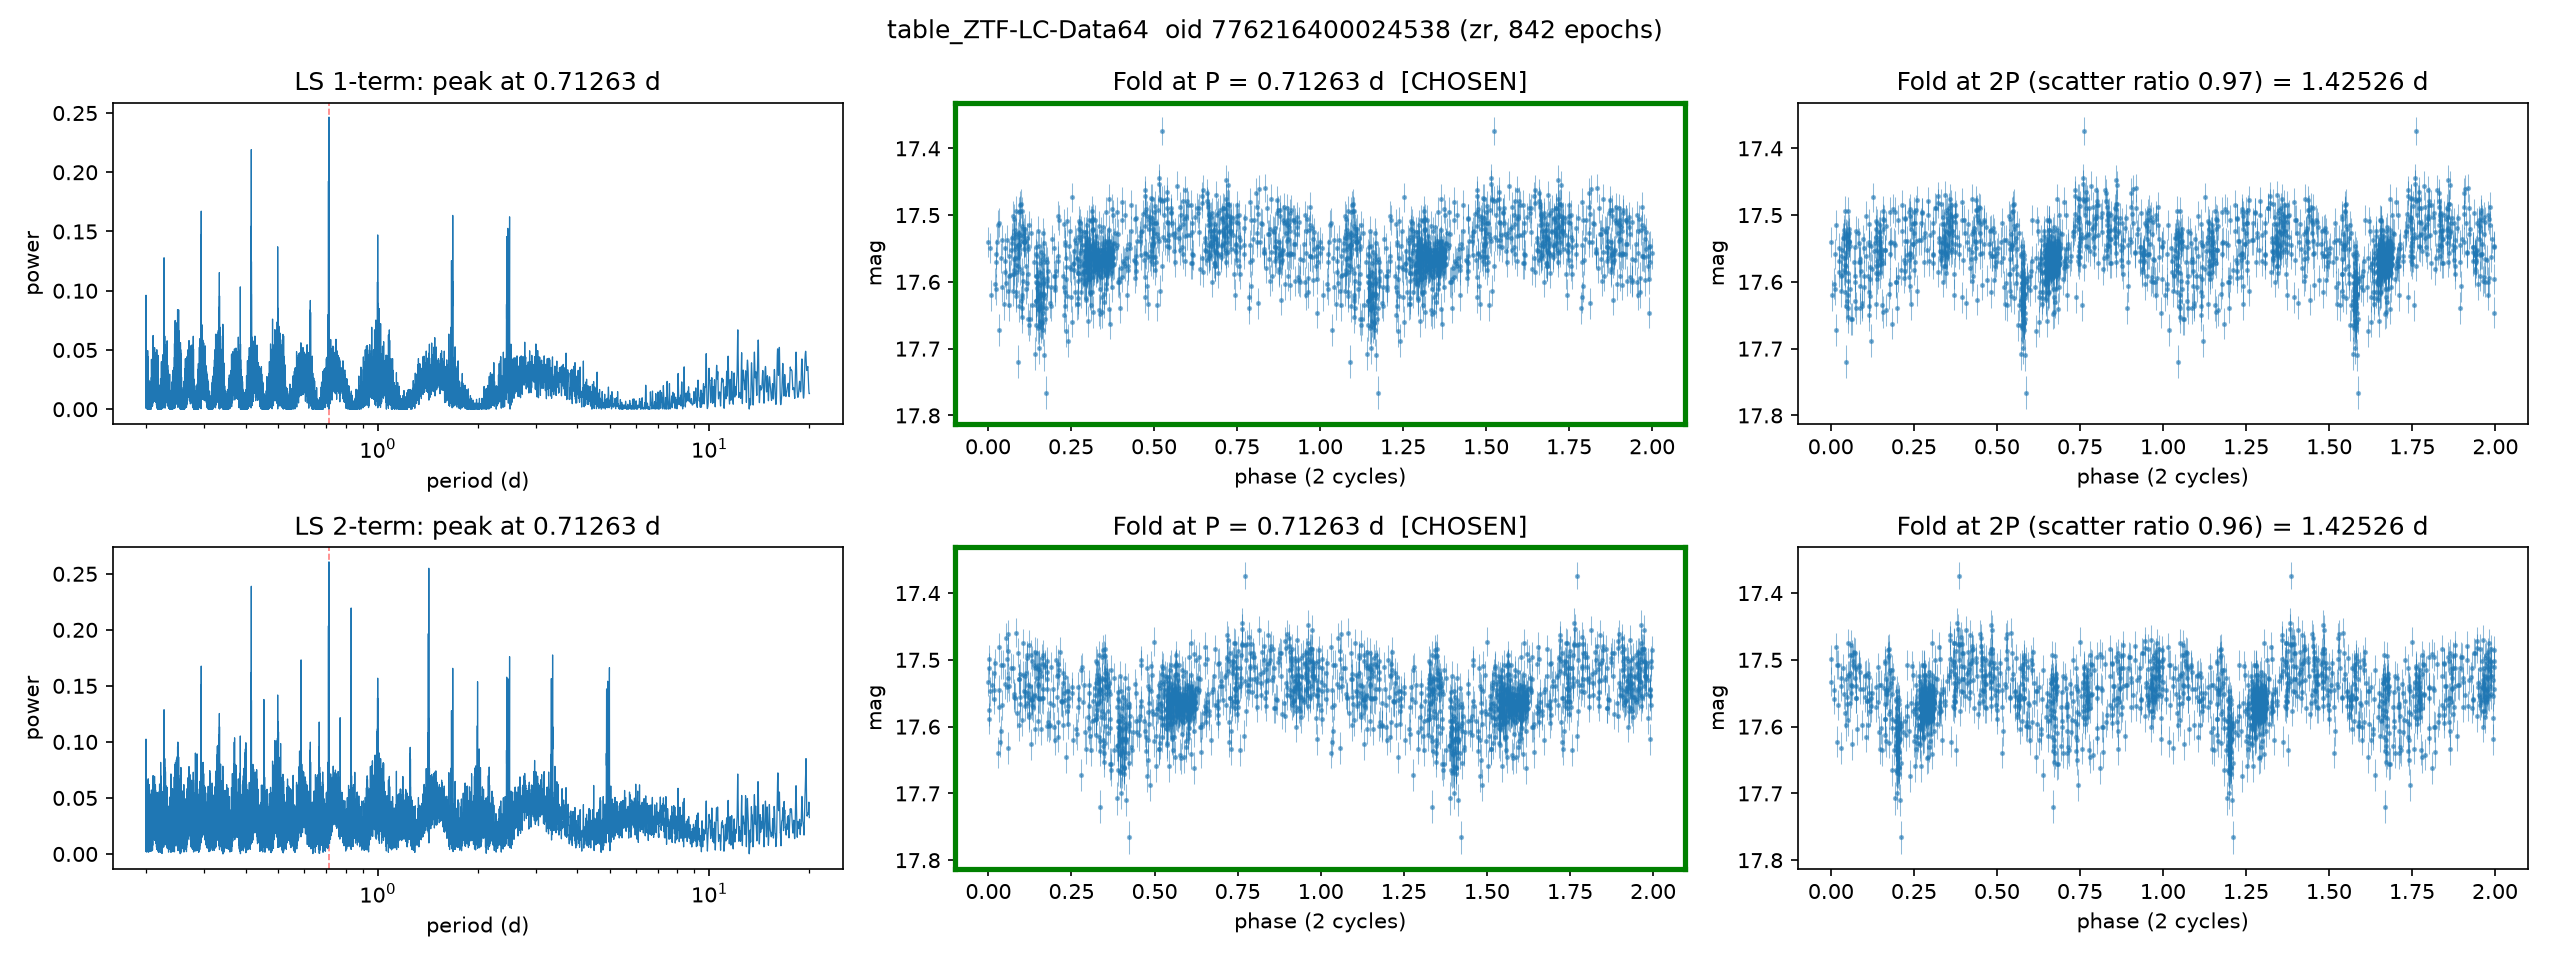 table_ZTF-LC-Data64  oid 776216400024538 (zr, 842 epochs)
LS 1-term: peak at 0.71263 d
Fold at P = 0.71263 d  [CHOSEN]
Fold at 2P (scatter ratio 0.97) = 1.42526 d
power
0.25
0.20
0.15
0.10
0.05
0.00
10⁰
10¹
period (d)
mag
17.4
17.5
17.6
17.7
17.8
0.00 0.25 0.50 0.75 1.00 1.25 1.50 1.75 2.00
phase (2 cycles)
mag
17.4
17.5
17.6
17.7
17.8
0.00 0.25 0.50 0.75 1.00 1.25 1.50 1.75 2.00
phase (2 cycles)
LS 2-term: peak at 0.71263 d
Fold at P = 0.71263 d  [CHOSEN]
Fold at 2P (scatter ratio 0.96) = 1.42526 d
power
0.25
0.20
0.15
0.10
0.05
0.00
10⁰
10¹
period (d)
mag
17.4
17.5
17.6
17.7
17.8
0.00 0.25 0.50 0.75 1.00 1.25 1.50 1.75 2.00
phase (2 cycles)
mag
17.4
17.5
17.6
17.7
17.8
0.00 0.25 0.50 0.75 1.00 1.25 1.50 1.75 2.00
phase (2 cycles)